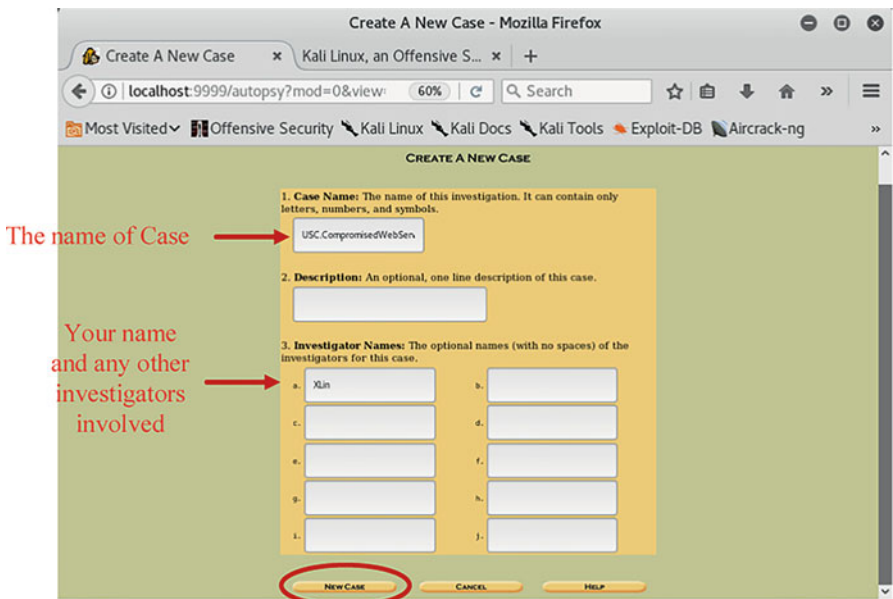 Create A New Case - Mozilla Firefox
Create A New Case × Kali Linux, an Offensive S... × +
localhost:9999/autopsy?mod=0&view= 60% Search
Most Visited Offensive Security Kali Linux Kali Docs Kali Tools Exploit-DB Aircrack-ng »
CREATE A NEW CASE
1. Case Name: The name of this investigation. It can contain only
letters, numbers, and symbols.
The name of Case
USC.CompromisedWebServ
2. Description: An optional, one line description of this case.
3. Investigator Names: The optional names (with no spaces) of the
investigators for this case.
Your name
and any other
investigators
involved
a. XLin b.
c. d.
e. f.
g. h.
i. j.
NEW CASE CANCEL HELP